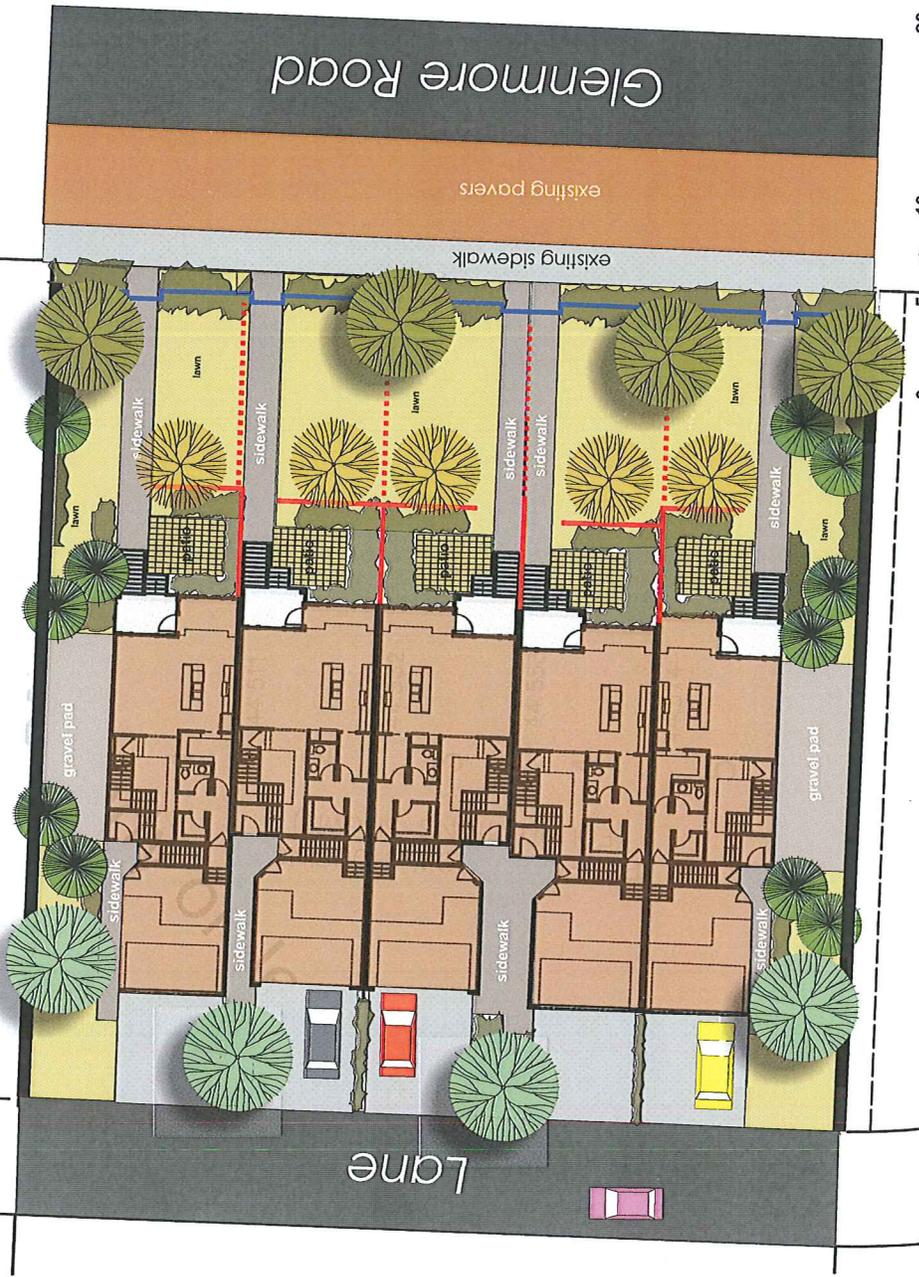 Glenmore Road
existing pavers
existing sidewalk
lawn
lawn
lawn
sidewalk
sidewalk
sidewalk
sidewalk
sidewalk
lawn
lawn
patio
patio
patio
patio
patio
gravel pad
gravel pad
sidewalk
sidewalk
sidewalk
sidewalk
Lane